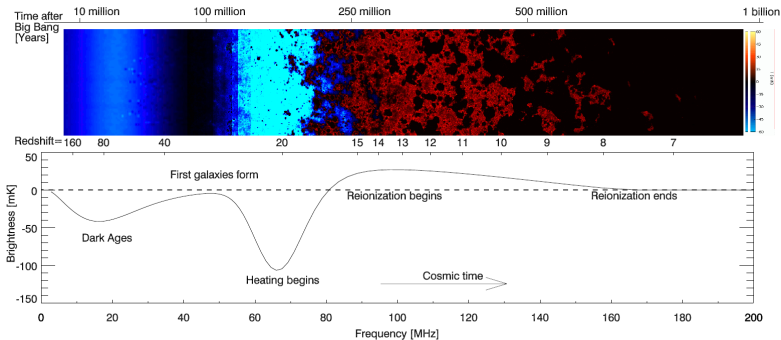 Time after Big Bang [Years]
10 million 100 million 250 million 500 million 1 billion
Redshift= 160 80 40 20 15 14 13 12 11 10 9 8 7
50
0
-50
-100
-150
Brightness [mK]
First galaxies form
Reionization begins
Reionization ends
Dark Ages
Heating begins
Cosmic time
0 20 40 60 80 100 120 140 160 180 200
Frequency [MHz]